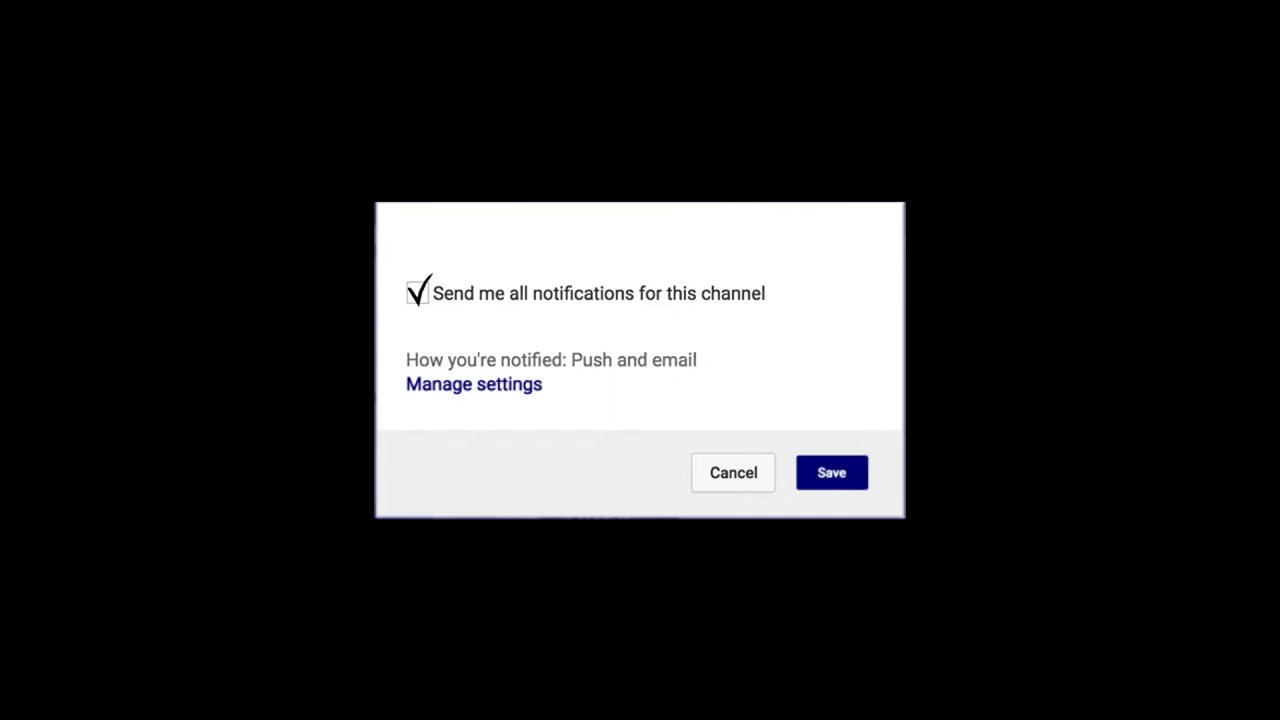 Send me all notifications for this channel
How you're notified: Push and email
Manage settings
Cancel
Save